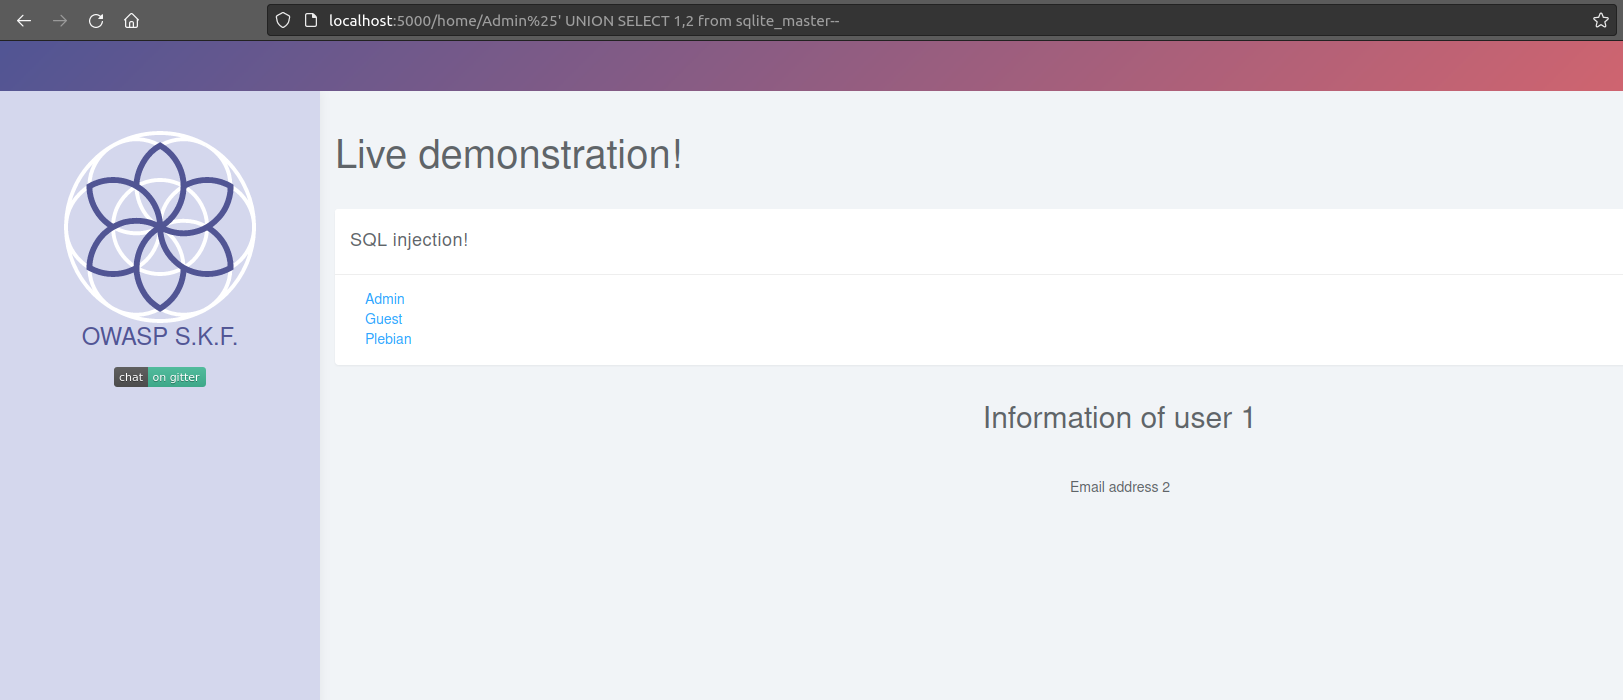 localhost:5000/home/Admin%25' UNION SELECT 1,2 from sqlite_master--
Live demonstration!
SQL injection!
Admin
Guest
Plebian
OWASP S.K.F.
chat on gitter
Information of user 1
Email address 2